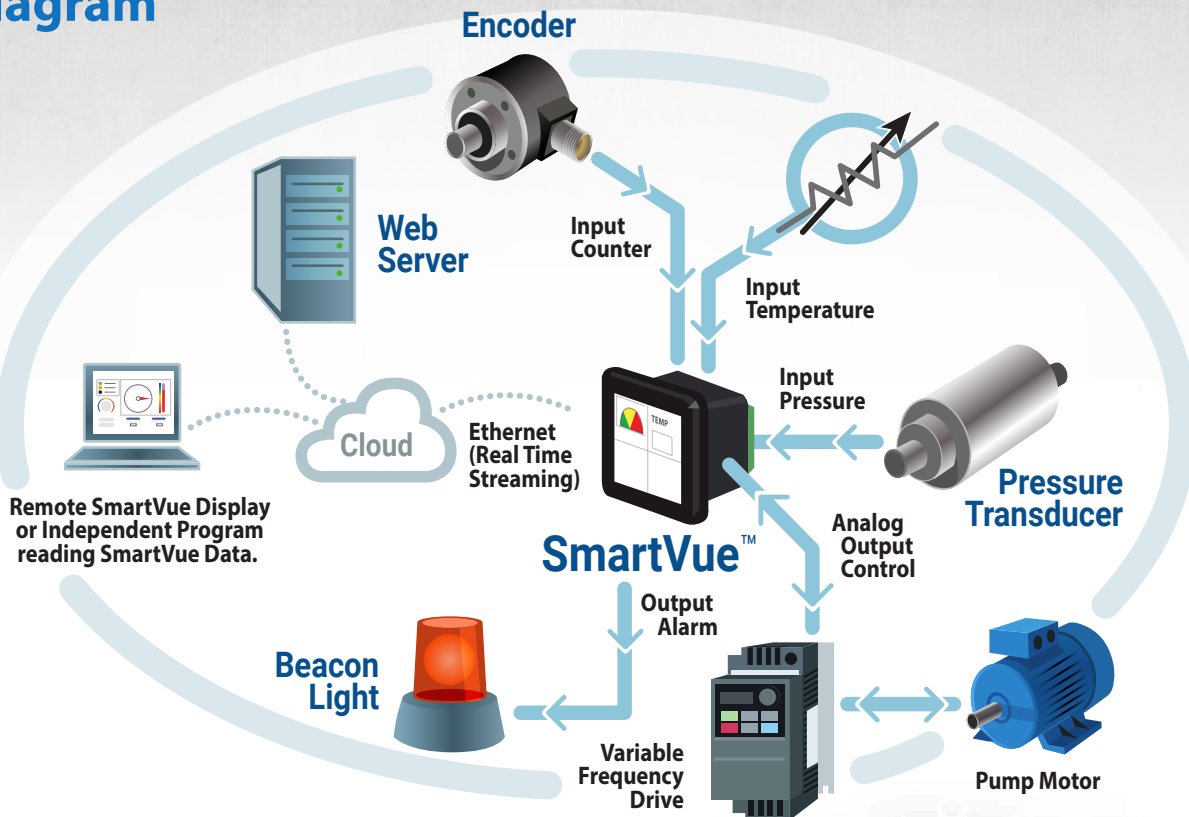 Encoder
Input
Counter
Web
Server
Input
Temperature
Input
Pressure
TEMP
Cloud
Ethernet
(Real Time
Streaming)
Pressure
Transducer
Remote SmartVue Display
or Independent Program
reading SmartVue Data.
SmartVue™
Analog
Output
Control
Output
Alarm
Beacon
Light
Variable
Frequency
Drive
Pump Motor